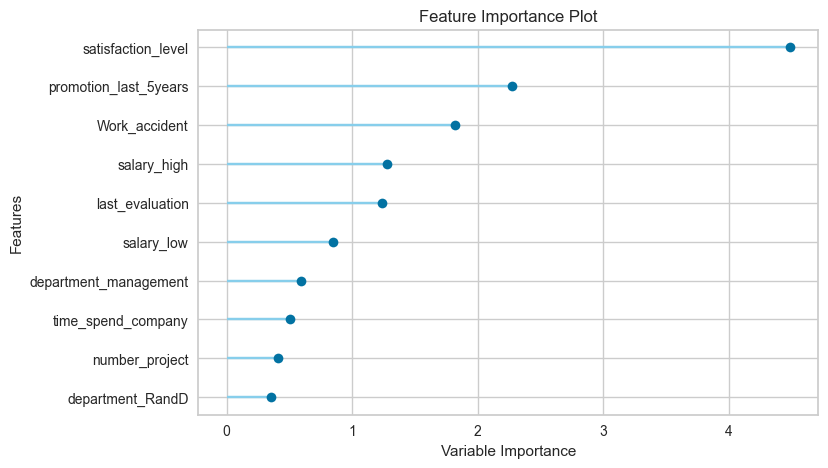 Feature Importance Plot
satisfaction_level
promotion_last_5years
Work_accident
salary_high
last_evaluation
salary_low
department_management
time_spend_company
number_project
department_RandD
Features
0 1 2 3 4
Variable Importance